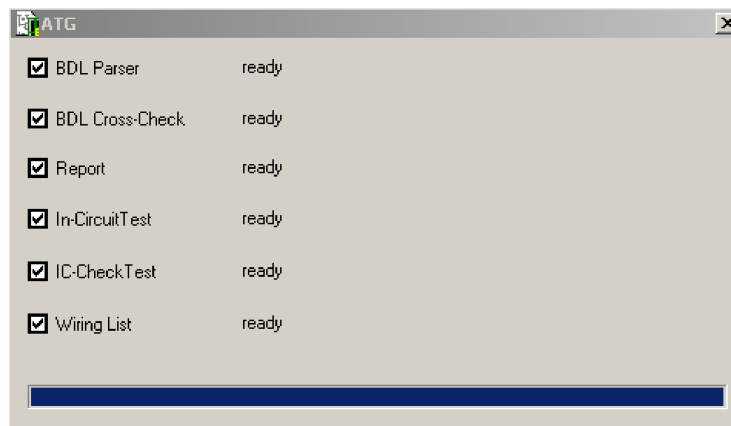 ATG
BDL Parser ready
BDL Cross-Check ready
Report ready
In-CircuitTest ready
IC-CheckTest ready
Wiring List ready